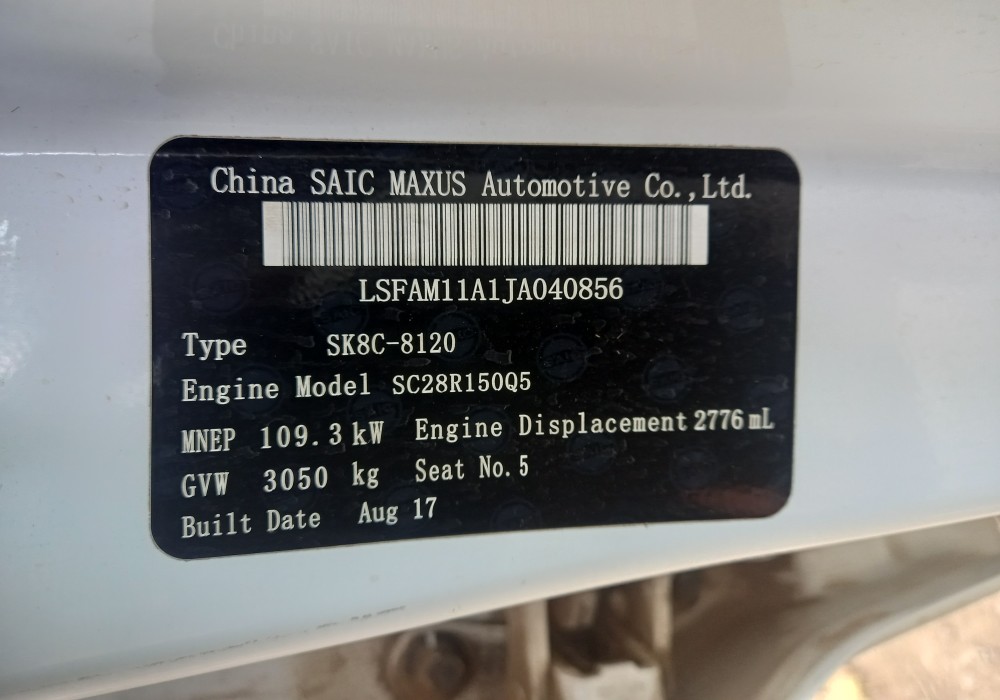 China SAIC MAXUS Automotive Co.,Ltd.
LSFAM11A1JA040856
Type SK8C-8120
Engine Model SC28R150Q5
MNEP 109.3 kW Engine Displacement 2776 mL
GVW 3050 kg Seat No. 5
Built Date Aug 17